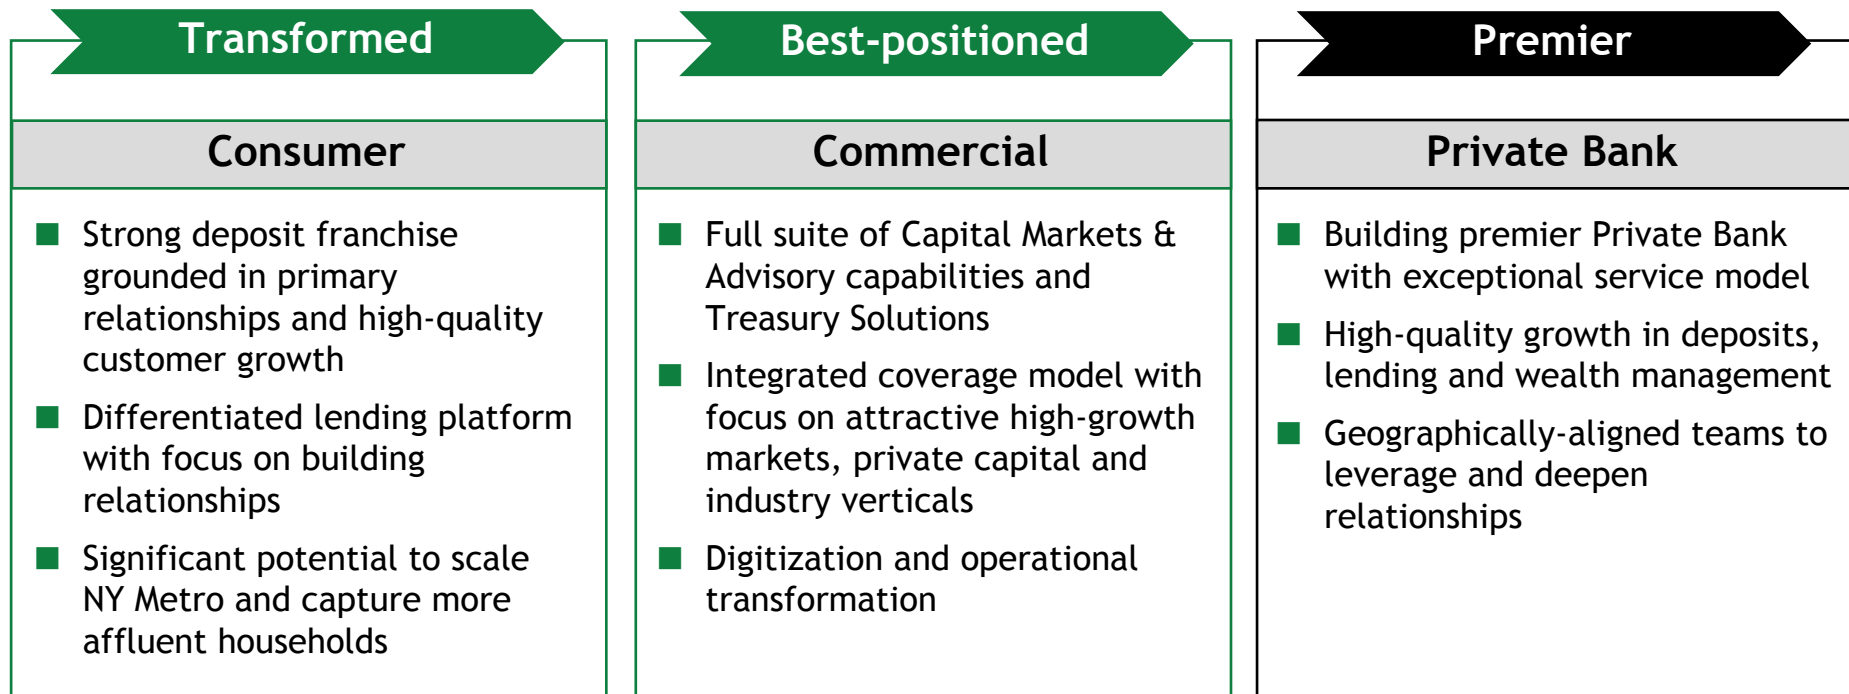 Transformed
Consumer
Strong deposit franchise
grounded in primary
relationships and high-quality
customer growth
Differentiated lending platform
with focus on building
relationships
Significant potential to scale
NY Metro and capture more
affluent households
Best-positioned
Commercial
Full suite of Capital Markets &
Advisory capabilities and
Treasury Solutions
Integrated coverage model with
focus on attractive high-growth
markets, private capital and
industry verticals
Digitization and operational
transformation
Premier
Private Bank
Building premier Private Bank
with exceptional service model
High-quality growth in deposits,
lending and wealth management
Geographically-aligned teams to
leverage and deepen
relationships